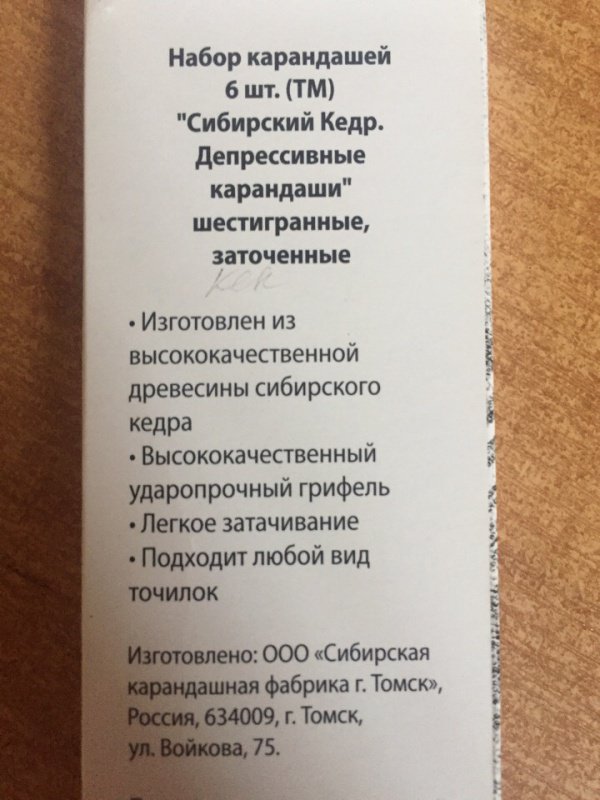 Набор карандашей
6 шт. (ТМ)
"Сибирский Кедр.
Депрессивные
карандаши"
шестигранные,
заточенные
кек
• Изготовлен из
высококачественной
древесины сибирского
кедра
• Высококачественный
ударопрочный грифель
• Легкое затачивание
• Подходит любой вид
точилок
Изготовлено: ООО «Сибирская
карандашная фабрика г. Томск»,
Россия, 634009, г. Томск,
ул. Войкова, 75.